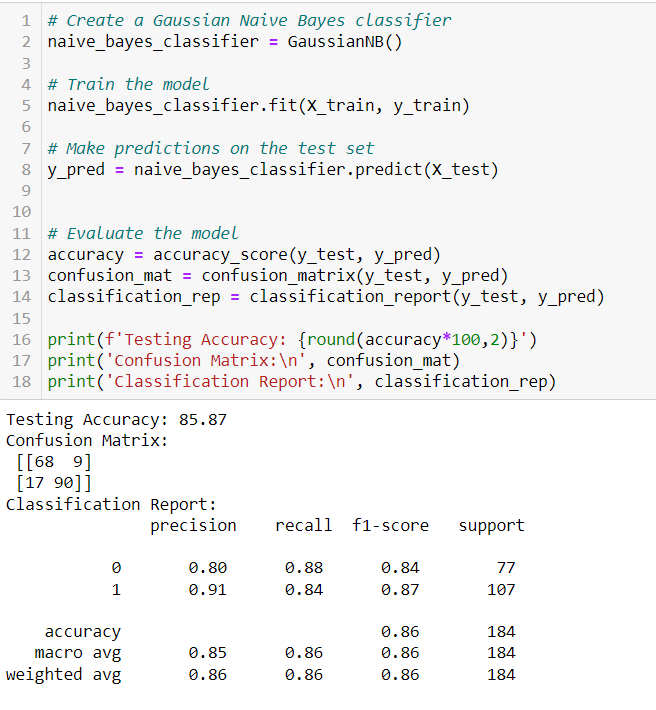 1 # Create a Gaussian Naive Bayes classifier
2 naive_bayes_classifier = GaussianNB()
3
4 # Train the model
5 naive_bayes_classifier.fit(X_train, y_train)
6
7 # Make predictions on the test set
8 y_pred = naive_bayes_classifier.predict(X_test)
9
10
11 # Evaluate the model
12 accuracy = accuracy_score(y_test, y_pred)
13 confusion_mat = confusion_matrix(y_test, y_pred)
14 classification_rep = classification_report(y_test, y_pred)
15
16 print(f'Testing Accuracy: {round(accuracy*100,2)}')
17 print('Confusion Matrix:\n', confusion_mat)
18 print('Classification Report:\n', classification_rep)
Testing Accuracy: 85.87
Confusion Matrix:
 [[68  9]
 [17 90]]
Classification Report:
               precision    recall  f1-score   support

           0       0.80      0.88      0.84        77
           1       0.91      0.84      0.87       107

    accuracy                           0.86       184
   macro avg       0.85      0.86      0.86       184
weighted avg       0.86      0.86      0.86       184